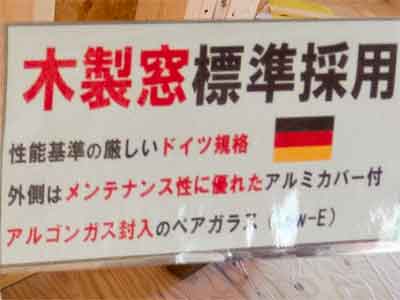 木製窓標準採用
性能基準の厳しいドイツ規格
外側はメンテナンス性に優れたアルミカバー付
アルゴンガス封入のペアガラス（Low-E）